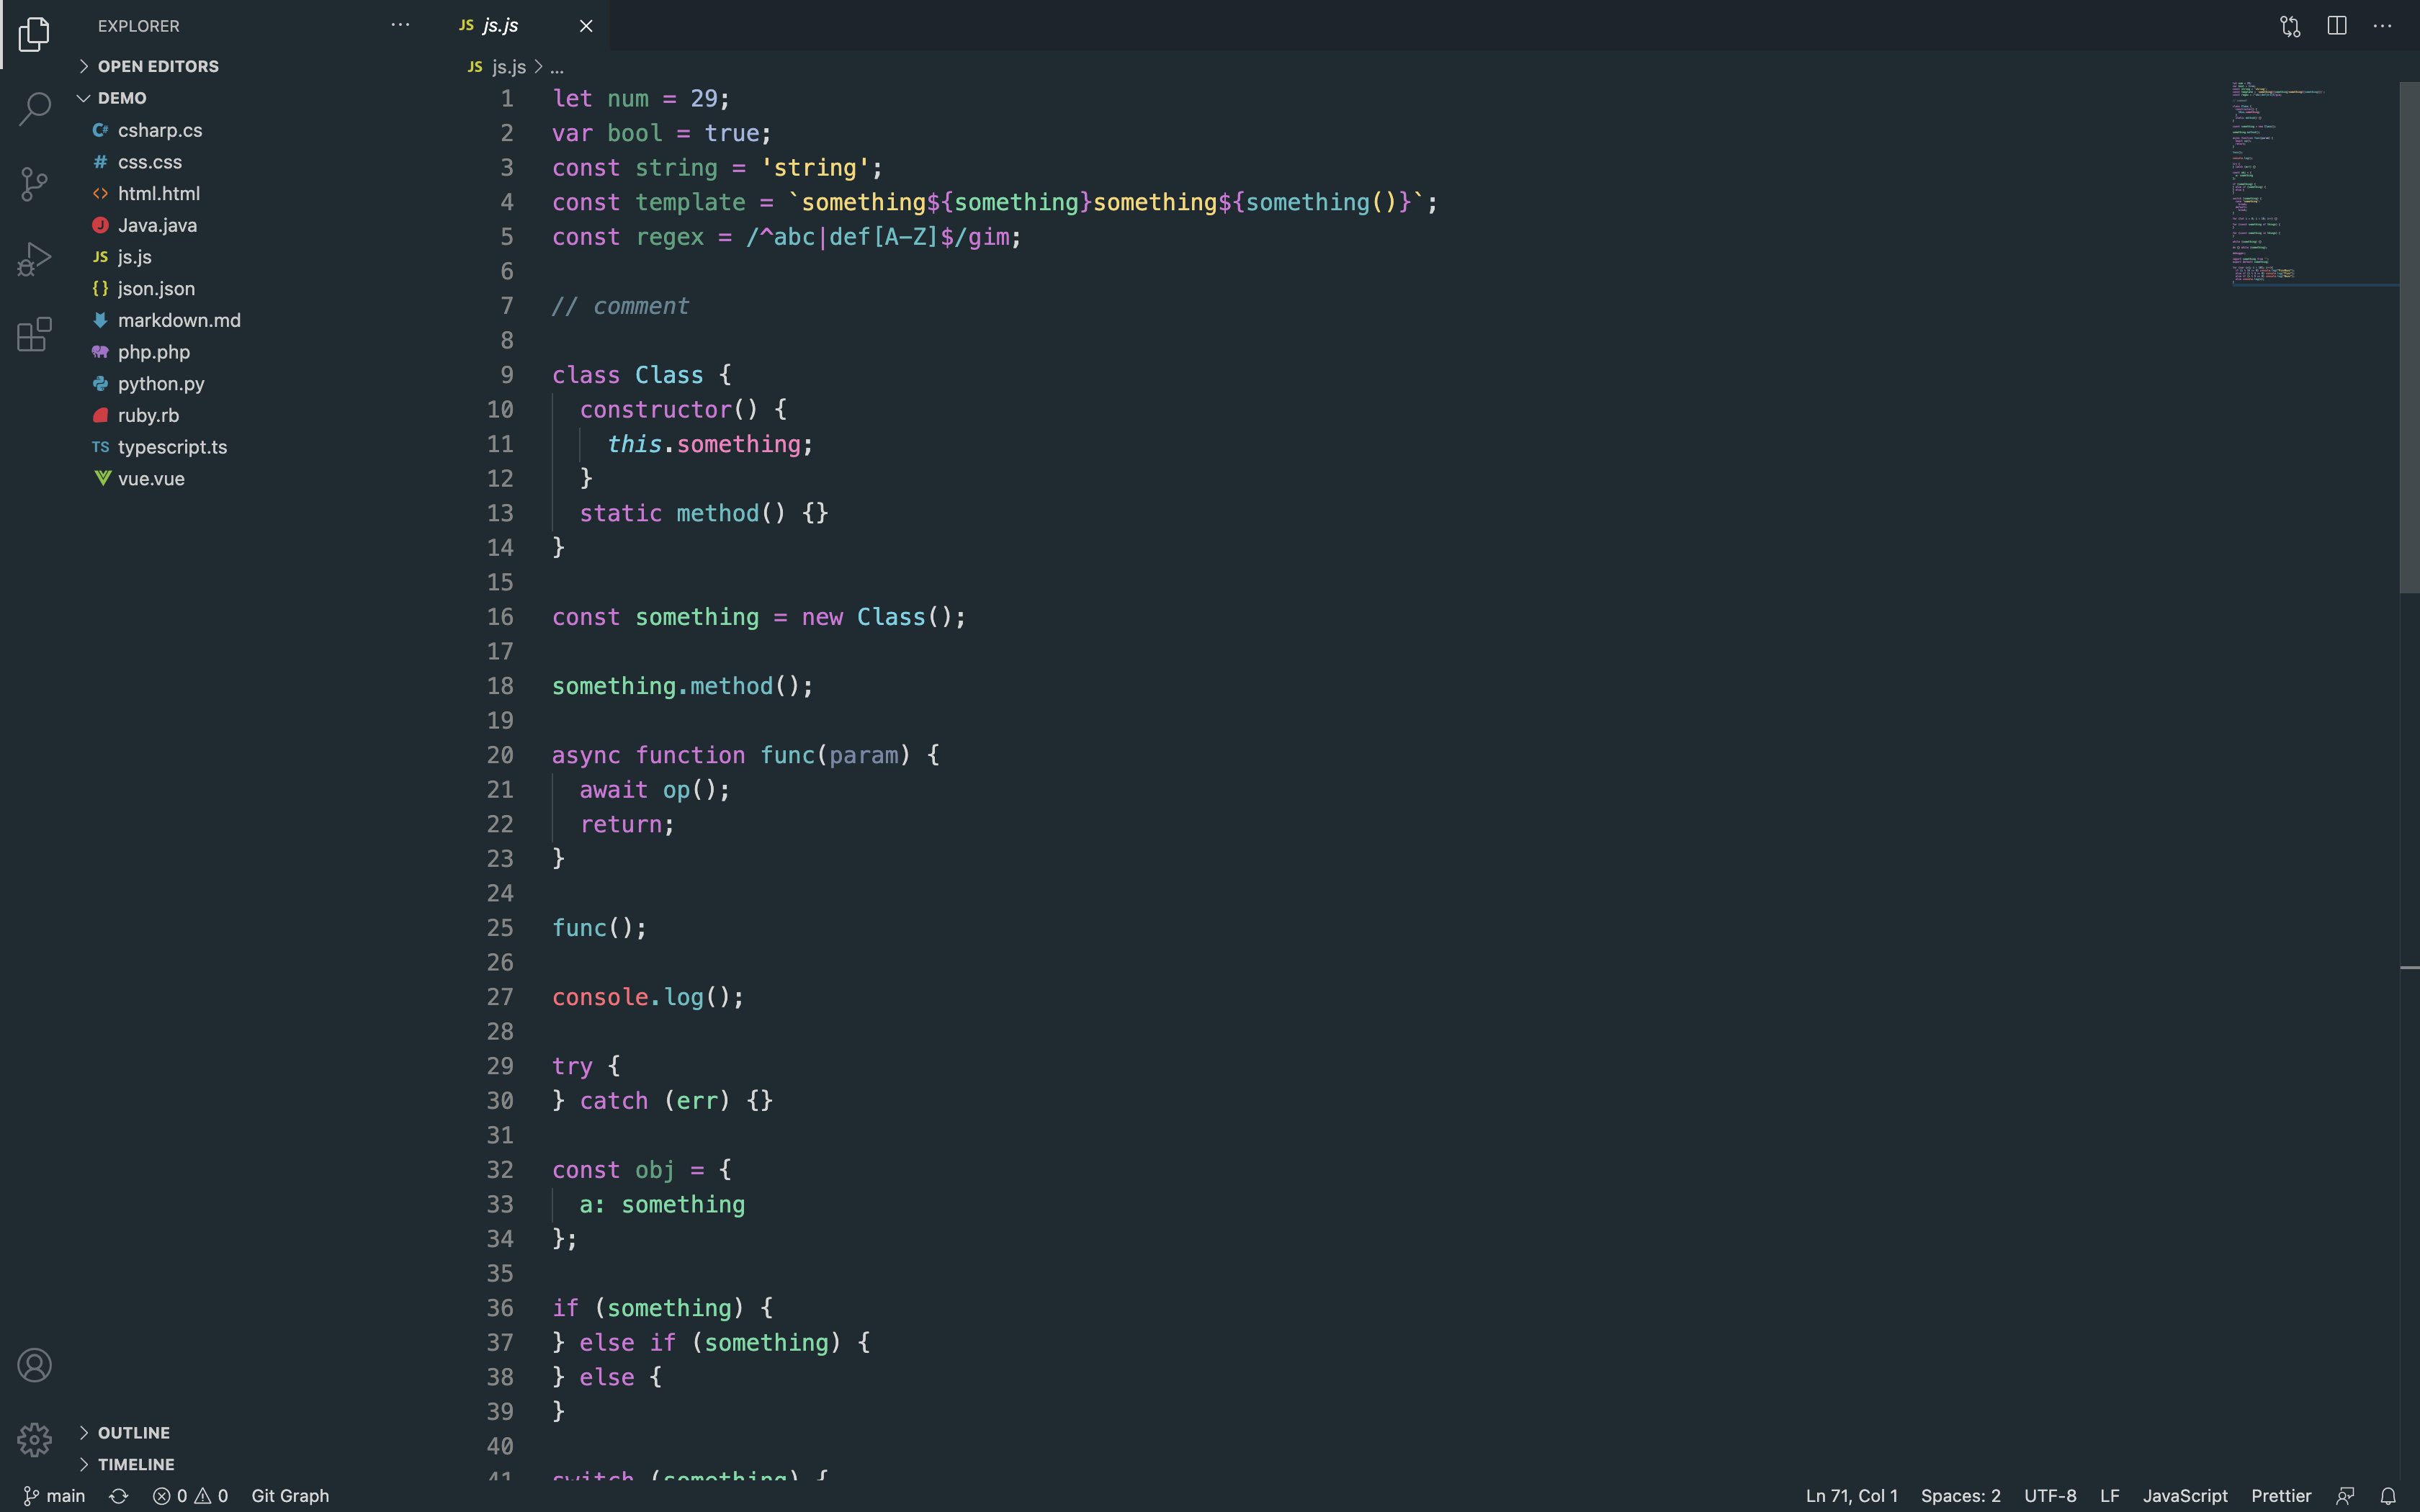 EXPLORER
OPEN EDITORS
DEMO
C# csharp.cs
# css.css
<> html.html
J Java.java
JS js.js
{} json.json
markdown.md
php.php
python.py
ruby.rb
TS typescript.ts
vue.vue
OUTLINE
TIMELINE
JS js.js
JS js.js > ...
1 let num = 29;
2 var bool = true;
3 const string = 'string';
4 const template = `something${something}something${something()}`;
5 const regex = /^abc|def[A-Z]$/gim;
6
7 // comment
8
9 class Class {
10 constructor() {
11 this.something;
12 }
13 static method() {}
14 }
15
16 const something = new Class();
17
18 something.method();
19
20 async function func(param) {
21 await op();
22 return;
23 }
24
25 func();
26
27 console.log();
28
29 try {
30 } catch (err) {}
31
32 const obj = {
33 a: something
34 };
35
36 if (something) {
37 } else if (something) {
38 } else {
39 }
40
41 switch (something) {
main
0 0
Git Graph
Ln 71, Col 1
Spaces: 2
UTF-8
LF
JavaScript
Prettier